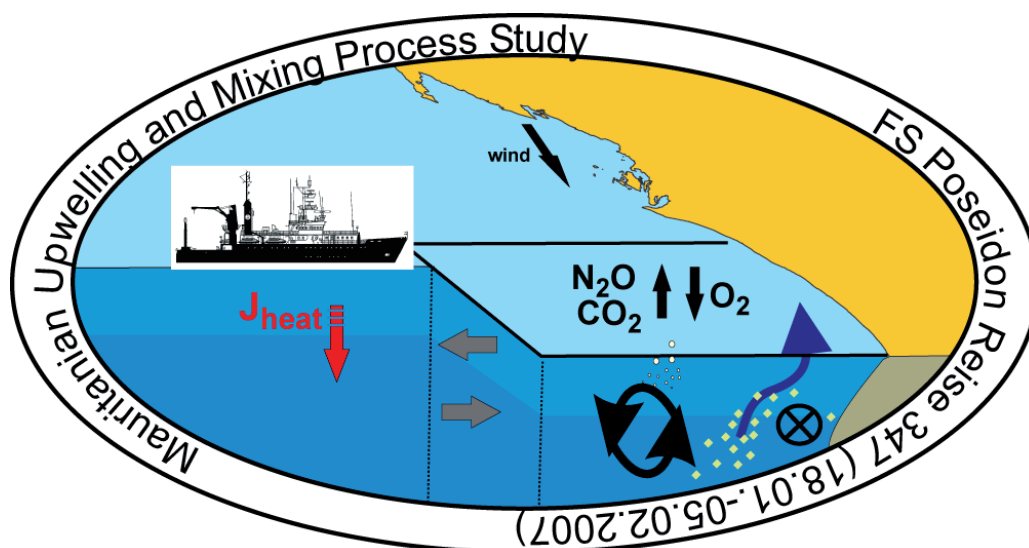 Mauritanian Upwelling and Mixing Process Study
FS Poseidon Reise 347 (18.01.-05.02.2007)
wind
N₂O
CO₂
O₂
J heat